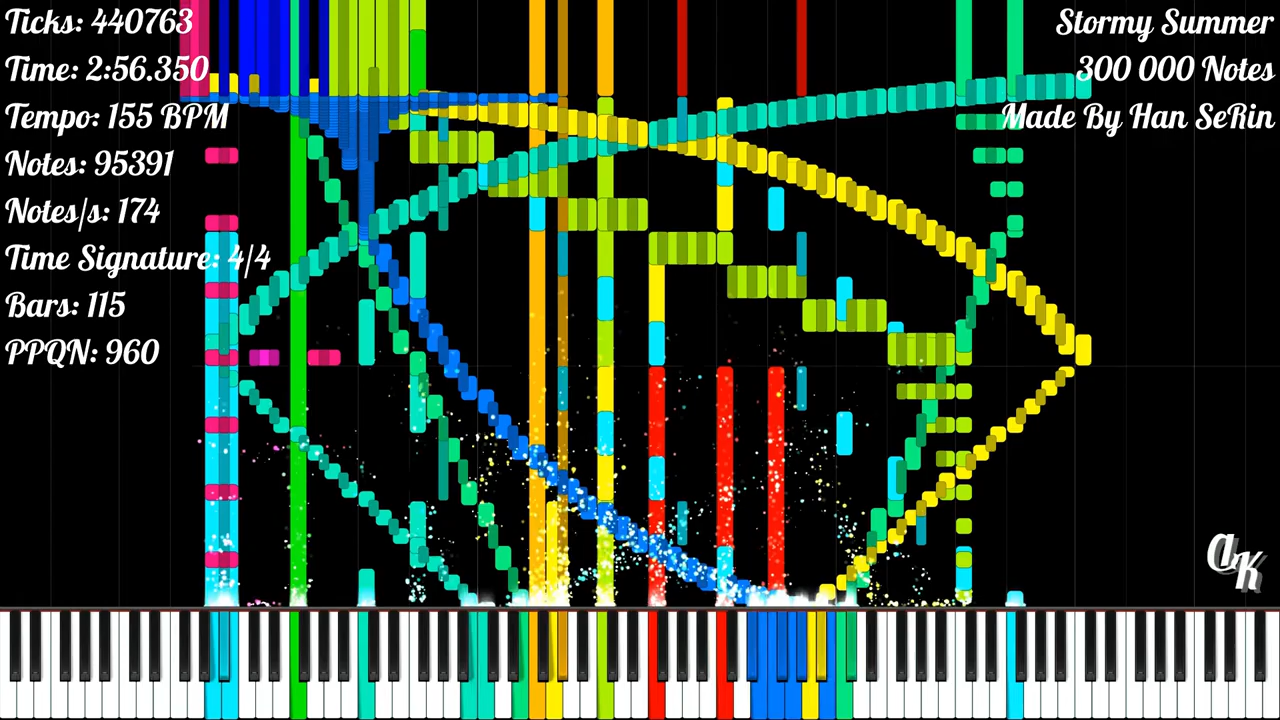 Ticks: 440763
Time: 2:56.350
Tempo: 155 BPM
Notes: 95391
Notes/s: 174
Time Signature: 4/4
Bars: 115
PPQN: 960
Stormy Summer
300 000 Notes
Made By Han SeRin
AK